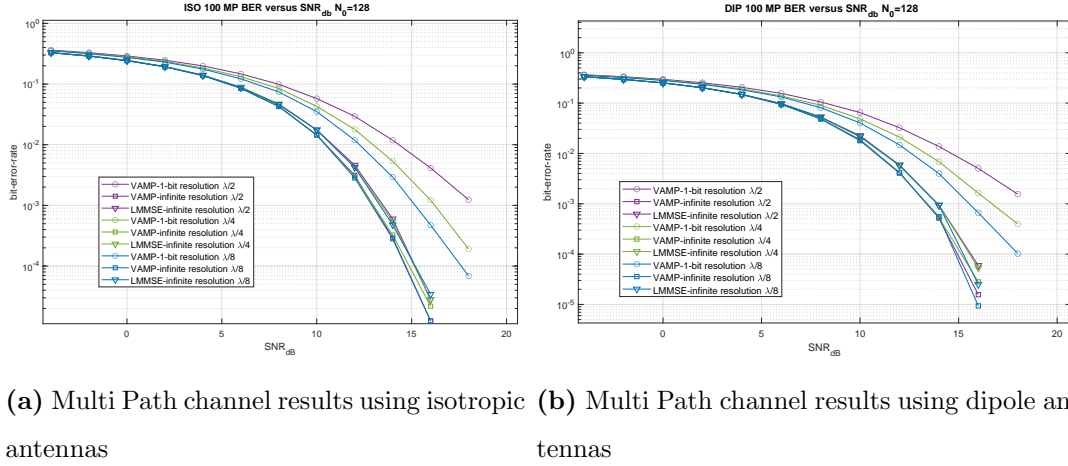 ISO 100 MP BER versus SNR_db N_0=128
10^0
10^-1
10^-2
10^-3
10^-4
bit-error-rate
VAMP-1-bit resolution λ/2
VAMP-infinite resolution λ/2
LMMSE-infinite resolution λ/2
VAMP-1-bit resolution λ/4
VAMP-infinite resolution λ/4
LMMSE-infinite resolution λ/4
VAMP-1-bit resolution λ/8
VAMP-infinite resolution λ/8
LMMSE-infinite resolution λ/8
0 5 10 15 20
SNR_dB
DIP 100 MP BER versus SNR_db N_0=128
10^0
10^-1
10^-2
10^-3
10^-4
10^-5
bit-error-rate
VAMP-1-bit resolution λ/2
VAMP-infinite resolution λ/2
LMMSE-infinite resolution λ/2
VAMP-1-bit resolution λ/4
VAMP-infinite resolution λ/4
LMMSE-infinite resolution λ/4
VAMP-1-bit resolution λ/8
VAMP-infinite resolution λ/8
LMMSE-infinite resolution λ/8
0 5 10 15 20
SNR_dB
(a) Multi Path channel results using isotropic
antennas
(b) Multi Path channel results using dipole an
tennas